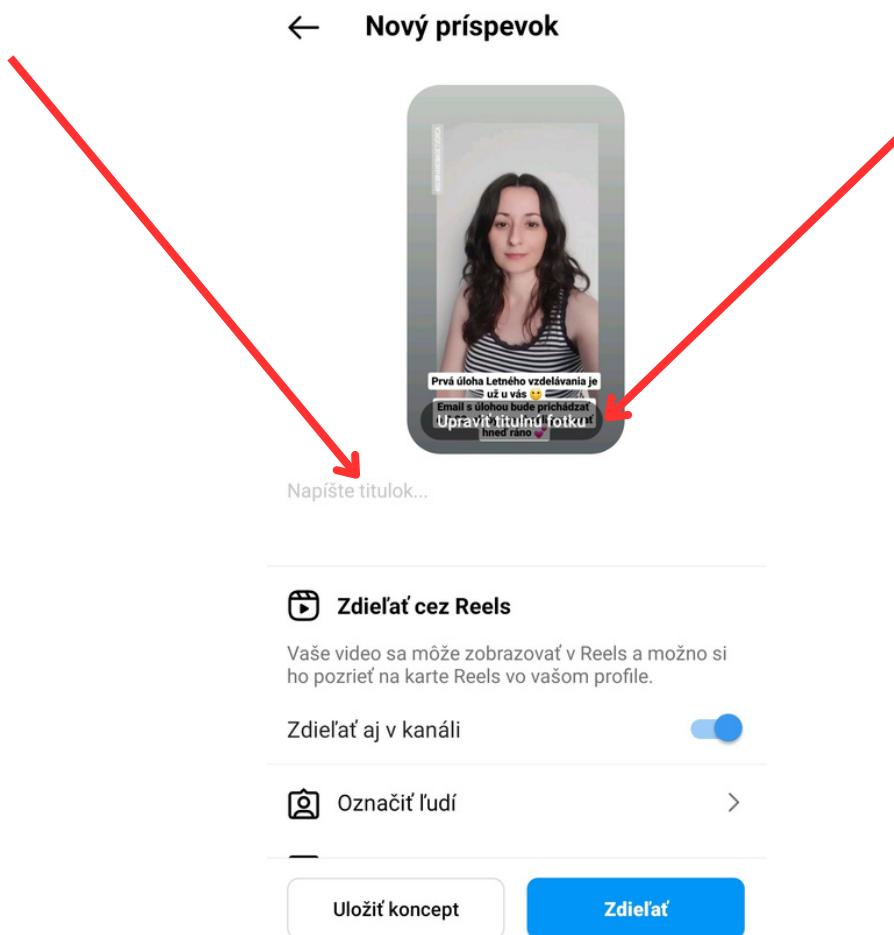 Nový príspevok
Prvá úloha Letného vzdelávania je
už u vás 🙂
Email s úlohou bude prichádzať
Upraviť titulnú fotku
hneď ráno 💕
Napíšte titulok...
Zdieľať cez Reels
Vaše video sa môže zobrazovať v Reels a možno si
ho pozrieť na karte Reels vo vašom profile.
Zdieľať aj v kanáli
Označiť ľudí
Uložiť koncept
Zdieľať